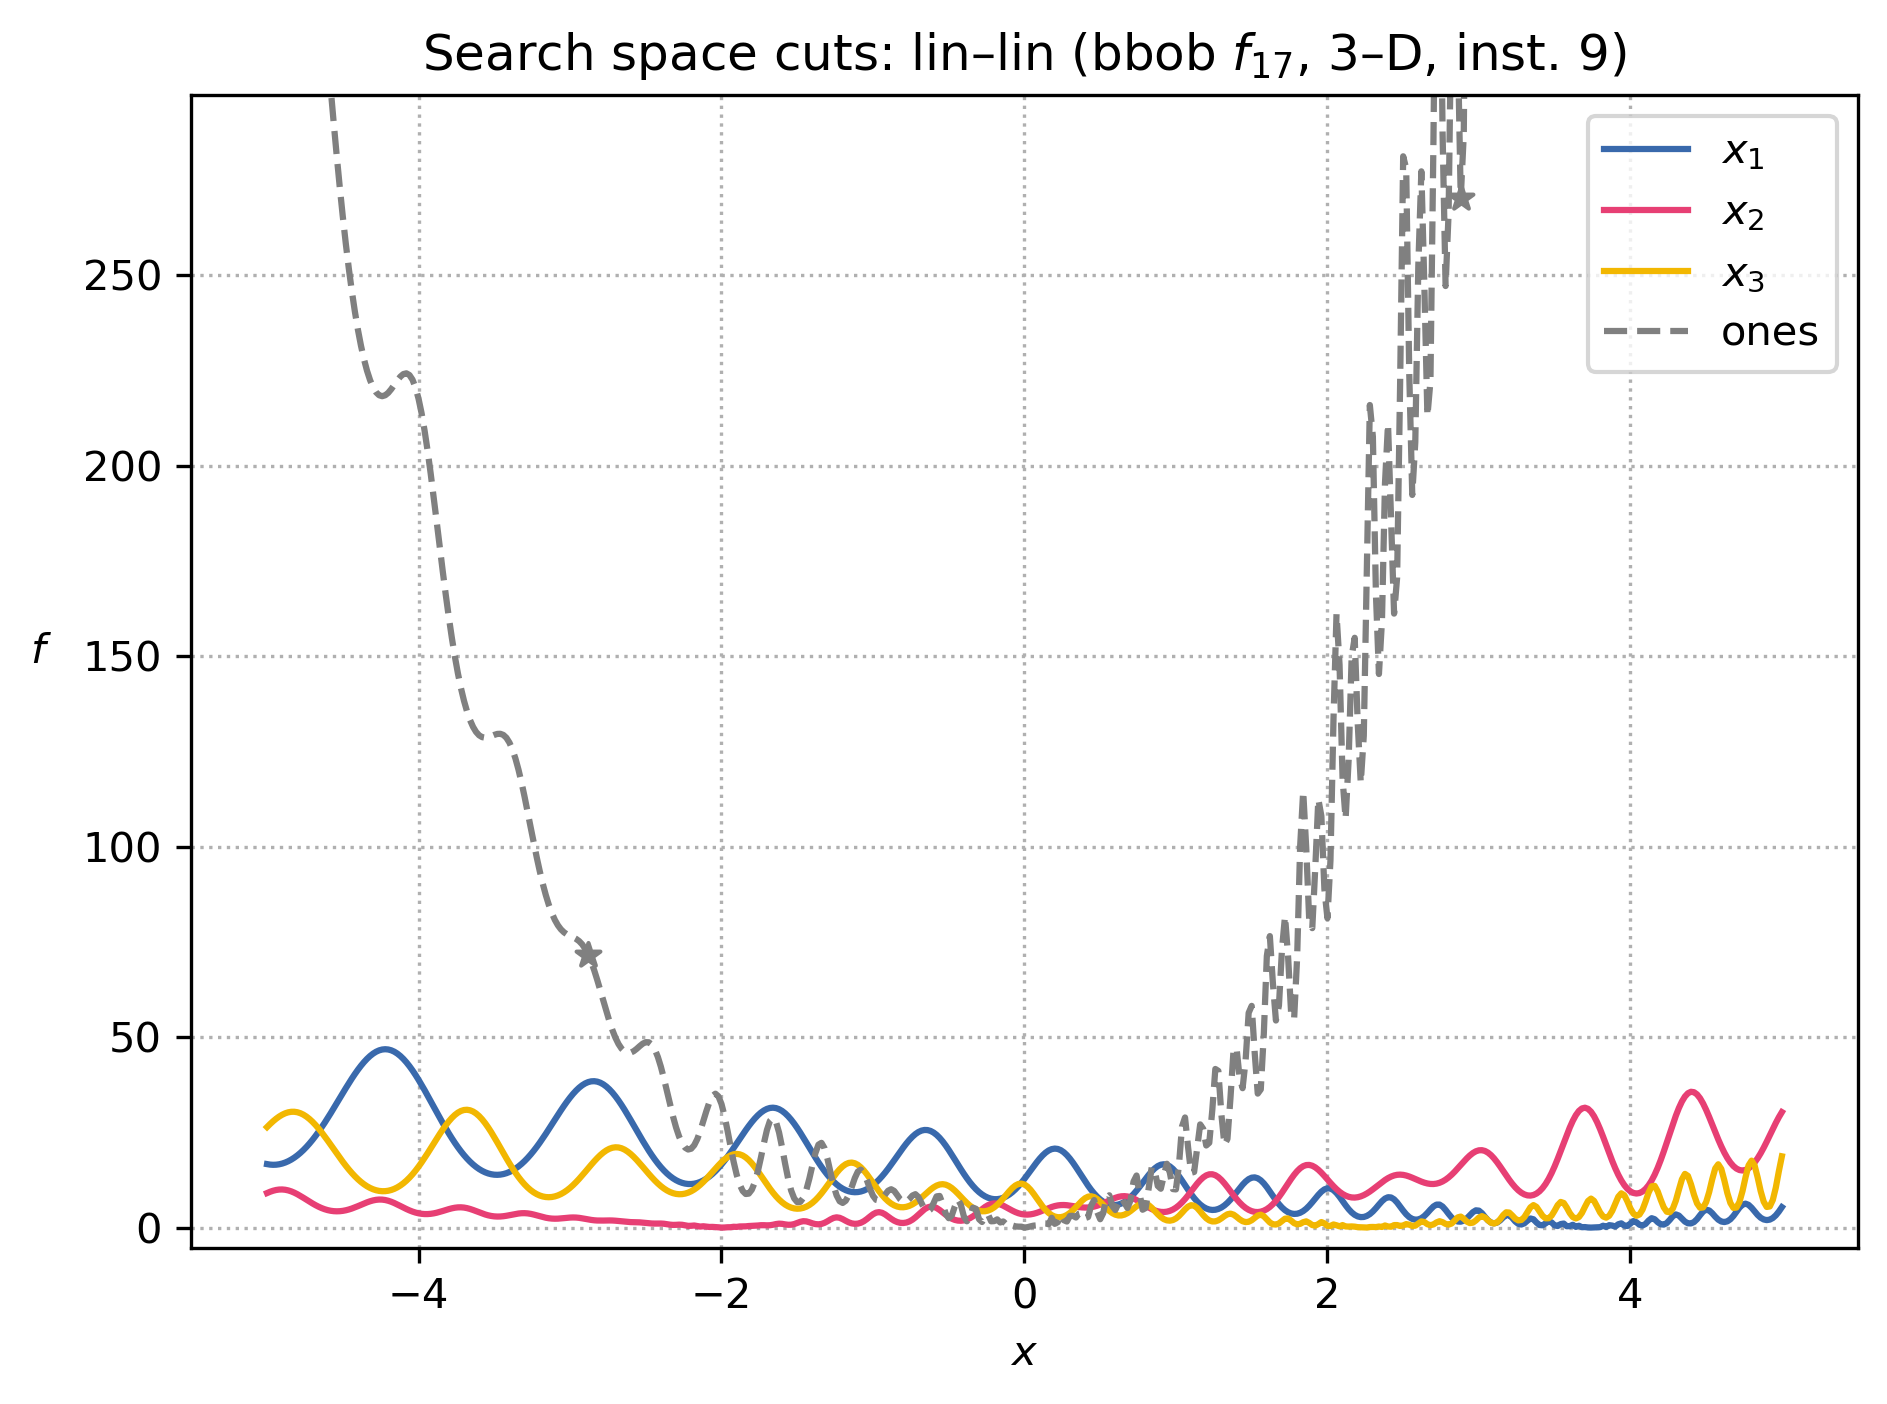 Search space cuts: lin–lin (bbob f₁₇, 3–D, inst. 9)
x₁
x₂
x₃
ones
250
200
150
100
50
0
f
−4
−2
0
2
4
x